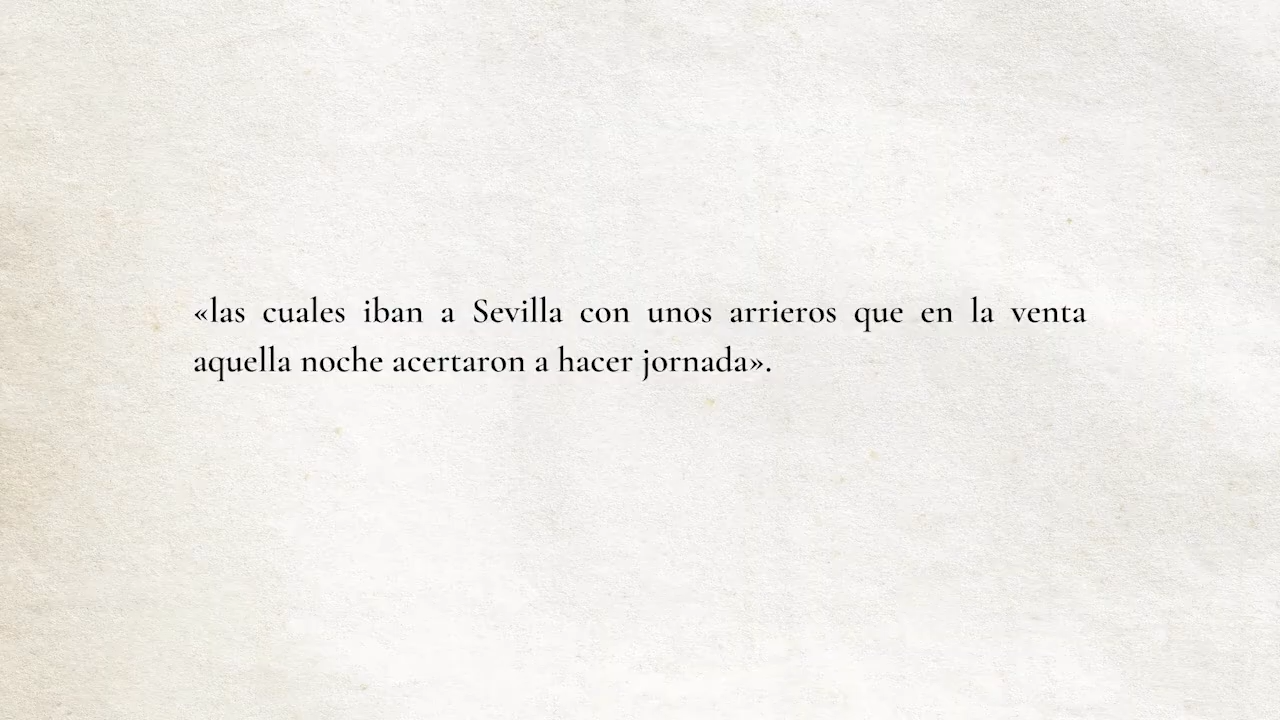 «las cuales iban a Sevilla con unos arrieros que en la venta
aquella noche acertaron a hacer jornada».